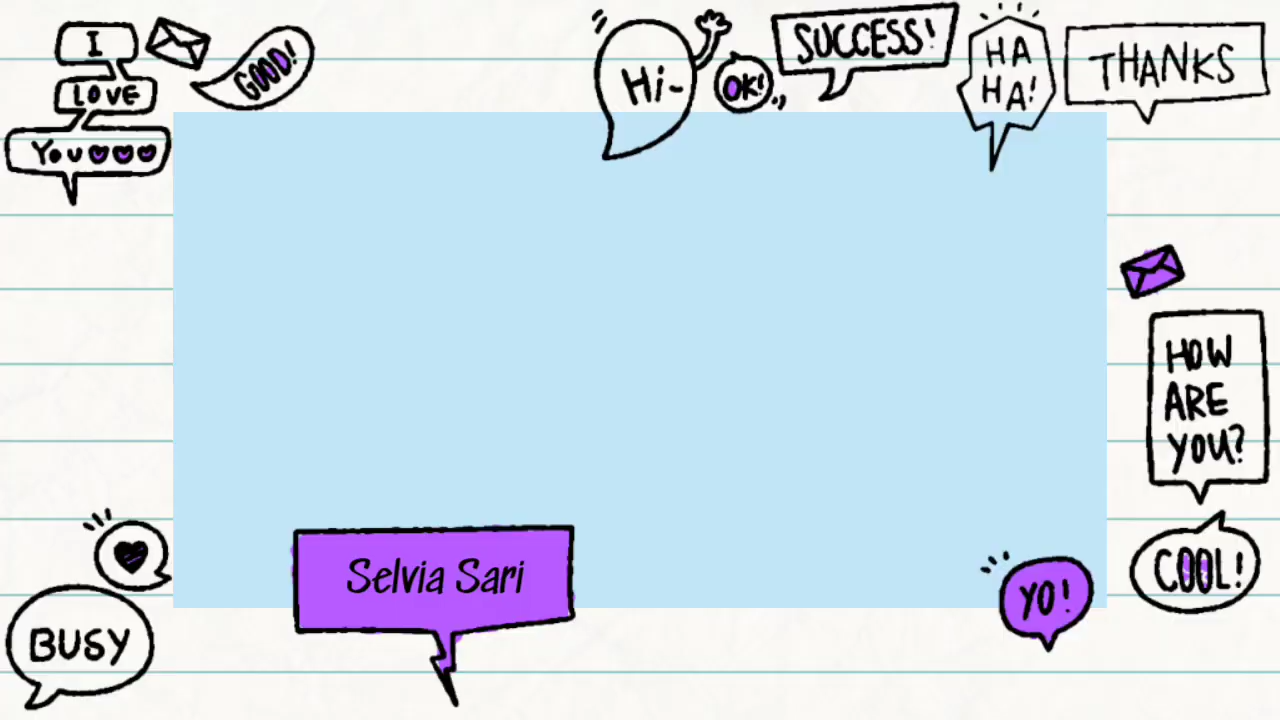 I
LOVE
You
GOOD!
Hi-
OK!
SUCCESS!
HA
HA!
THANKS
HOW
ARE
YOU?
COOL!
YO!
Selvia Sari
BUSY